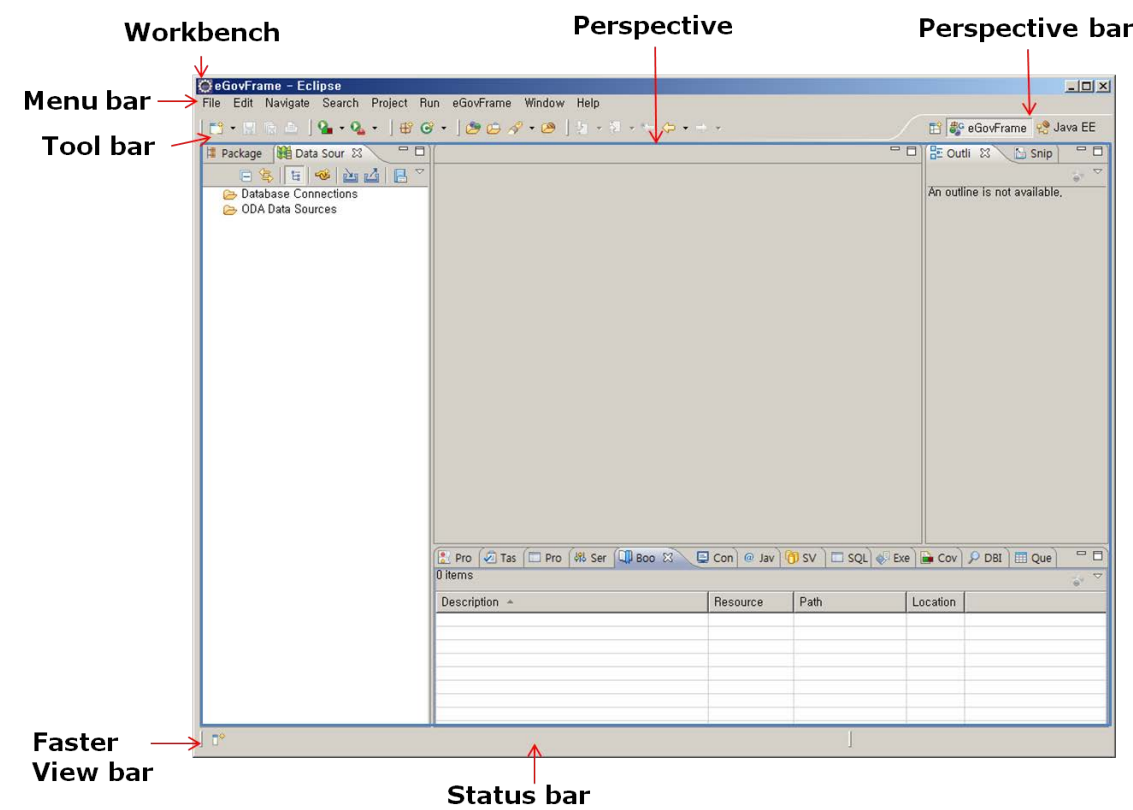 Workbench
Perspective
Perspective bar
Menu bar
Tool bar
eGovFrame - Eclipse
File Edit Navigate Search Project Run eGovFrame Window Help
eGovFrame Java EE
Package Data Sour
Outli Snip
Database Connections
ODA Data Sources
An outline is not available.
Pro Tas Pro Ser Boo Con Jav SV SQL Exe Cov DBI Que
0 items
Description Resource Path Location
Faster
View bar
Status bar